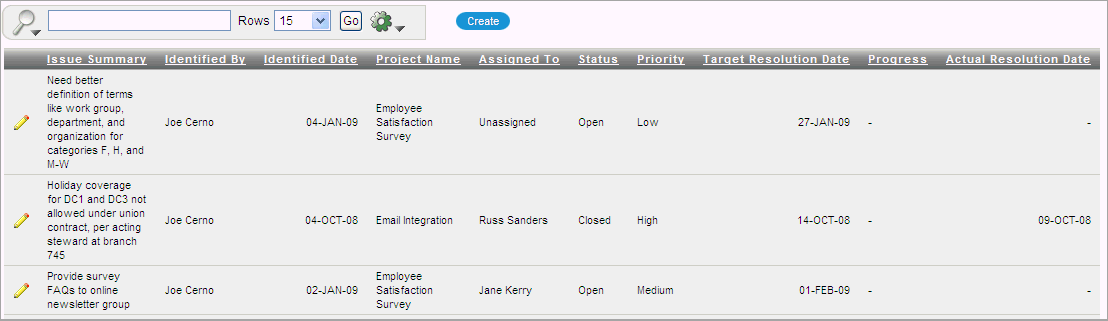 Rows 15 Go Create
Issue Summary Identified By Identified Date Project Name Assigned To Status Priority Target Resolution Date Progress Actual Resolution Date
Need better
definition of terms
like work group,
department, and
organization for
categories F, H, and
M-W
Joe Cerno
04-JAN-09
Employee
Satisfaction
Survey
Unassigned
Open
Low
27-JAN-09
-
-
Holiday coverage
for DC1 and DC3 not
allowed under union
contract, per acting
steward at branch
745
Joe Cerno
04-OCT-08
Email Integration
Russ Sanders
Closed
High
14-OCT-08
-
09-OCT-08
Provide survey
FAQs to online
newsletter group
Joe Cerno
02-JAN-09
Employee
Satisfaction
Survey
Jane Kerry
Open
Medium
01-FEB-09
-
-